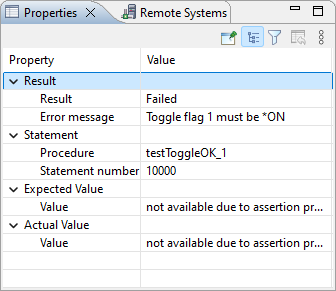 Properties Remote Systems
Property Value
Result
Result Failed
Error message Toggle flag 1 must be *ON
Statement
Procedure testToggleOK_1
Statement number 10000
Expected Value
Value not available due to assertion pr...
Actual Value
Value not available due to assertion pr...